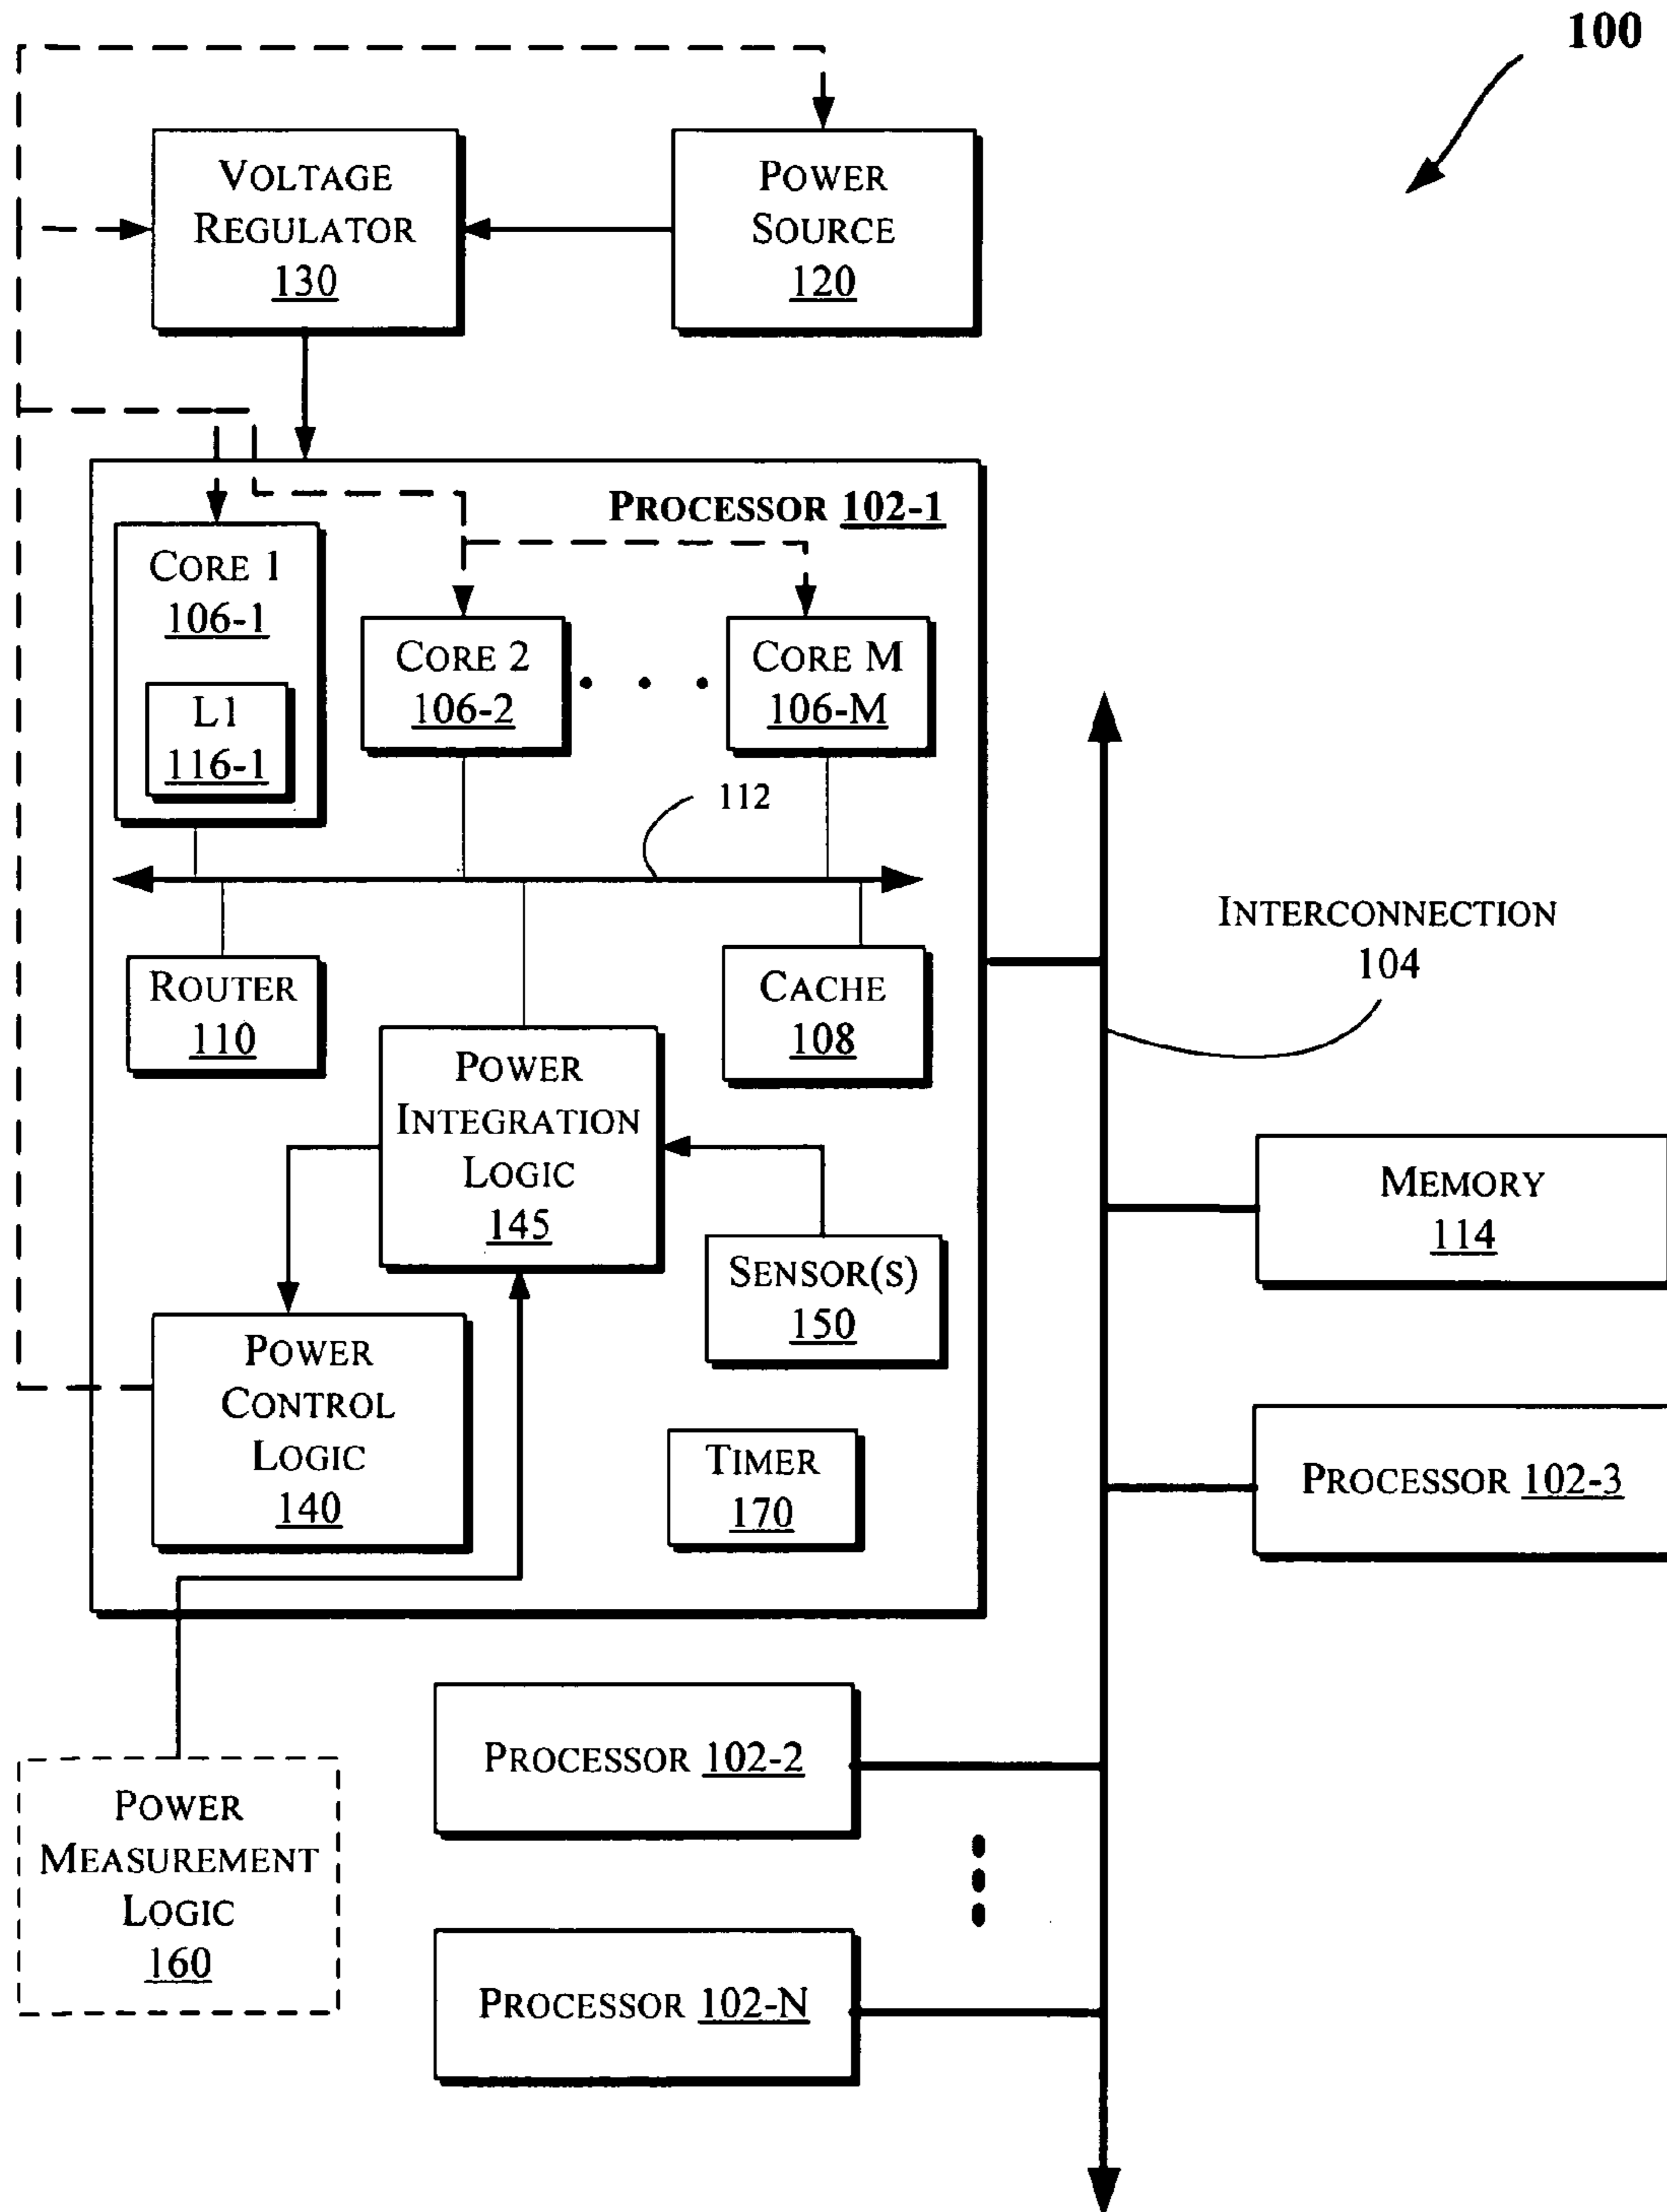 100
VOLTAGE
REGULATOR
130
POWER
SOURCE
120
PROCESSOR 102-1
CORE 1
106-1
L1
116-1
CORE 2
106-2
. . .
CORE M
106-M
112
INTERCONNECTION
104
ROUTER
110
CACHE
108
POWER
INTEGRATION
LOGIC
145
SENSOR(S)
150
MEMORY
114
POWER
CONTROL
LOGIC
140
TIMER
170
PROCESSOR 102-3
PROCESSOR 102-2
POWER
MEASUREMENT
LOGIC
160
PROCESSOR 102-N